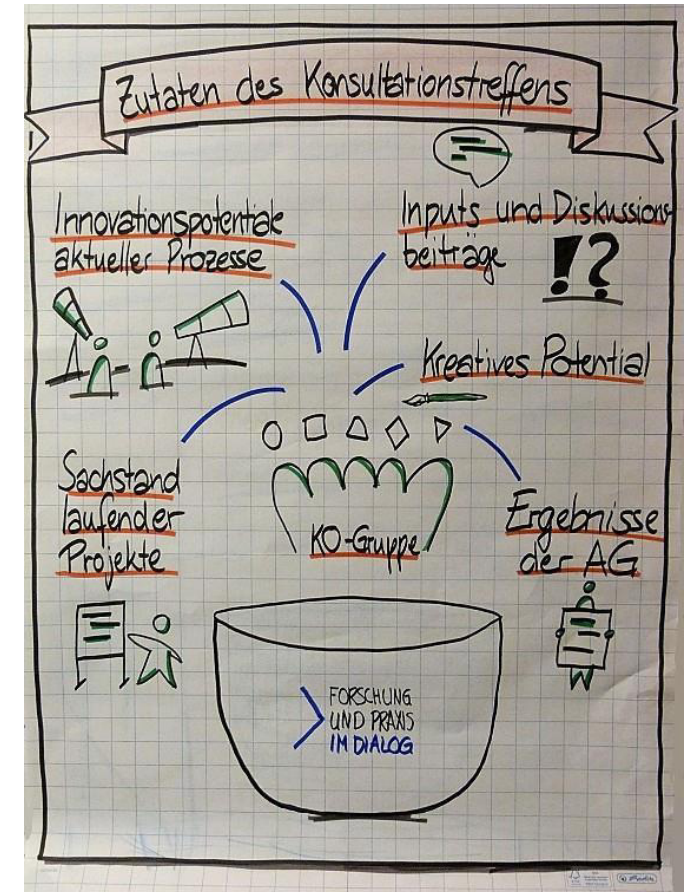 Zutaten des Konsultationstreffens
Innovationspotentiale
aktueller Prozesse
Inputs und Diskussions-
beiträge
!?
Kreatives Potential
Sachstand
laufender
Projekte
KO-Gruppe
Ergebnisse
der AG
FORSCHUNG
UND PRAXIS
IM DIALOG